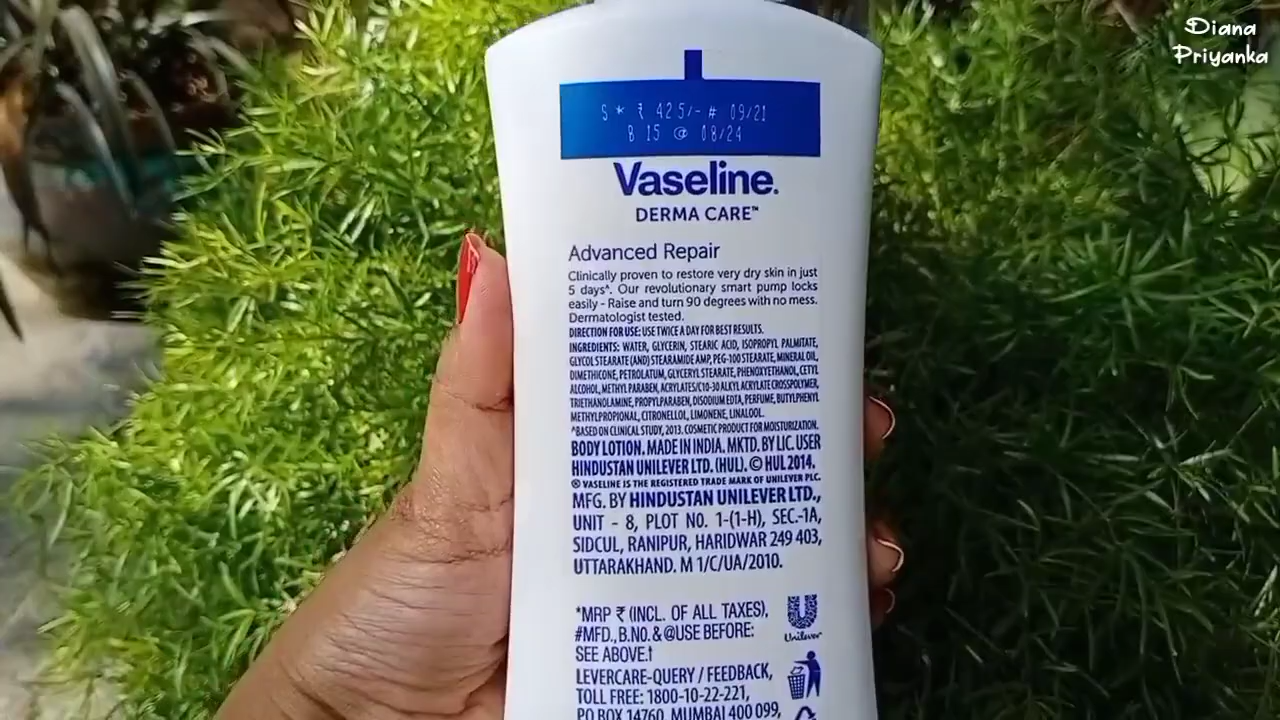 Diana
Priyanka
S * ₹ 425/- # 09/21
B 15 @ 08/24
Vaseline.
DERMA CARE™
Advanced Repair
Clinically proven to restore very dry skin in just
5 days^. Our revolutionary smart pump locks
easily - Raise and turn 90 degrees with no mess.
Dermatologist tested.
DIRECTION FOR USE: USE TWICE A DAY FOR BEST RESULTS.
INGREDIENTS: WATER, GLYCERIN, STEARIC ACID, ISOPROPYL PALMITATE,
GLYCOL STEARATE (AND) STEARAMIDE AMP, PEG-100 STEARATE, MINERAL OIL,
DIMETHICONE, PETROLATUM, GLYCERYL STEARATE, PHENOXYETHANOL, CETYL
ALCOHOL, METHYL PARABEN, ACRYLATES/C10-30 ALKYL ACRYLATE CROSSPOLYMER,
TRIETHANOLAMINE, PROPYLPARABEN, DISODIUM EDTA, PERFUME, BUTYLPHENYL
METHYLPROPIONAL, CITRONELLOL, LIMONENE, LINALOOL.
^BASED ON CLINICAL STUDY, 2013. COSMETIC PRODUCT FOR MOISTURIZATION.
BODY LOTION. MADE IN INDIA. MKTD. BY LIC. USER
HINDUSTAN UNILEVER LTD. (HUL). © HUL 2014.
® VASELINE IS THE REGISTERED TRADE MARK OF UNILEVER PLC.
MFG. BY HINDUSTAN UNILEVER LTD.,
UNIT - 8, PLOT NO. 1-(1-H), SEC.-1A,
SIDCUL, RANIPUR, HARIDWAR 249 403,
UTTARAKHAND. M 1/C/UA/2010.
*MRP ₹ (INCL. OF ALL TAXES),
#MFD., B.NO. & @USE BEFORE:
SEE ABOVE.†
Unilever
LEVERCARE-QUERY / FEEDBACK,
TOLL FREE: 1800-10-22-221,
PO BOX 14760, MUMBAI 400 099,